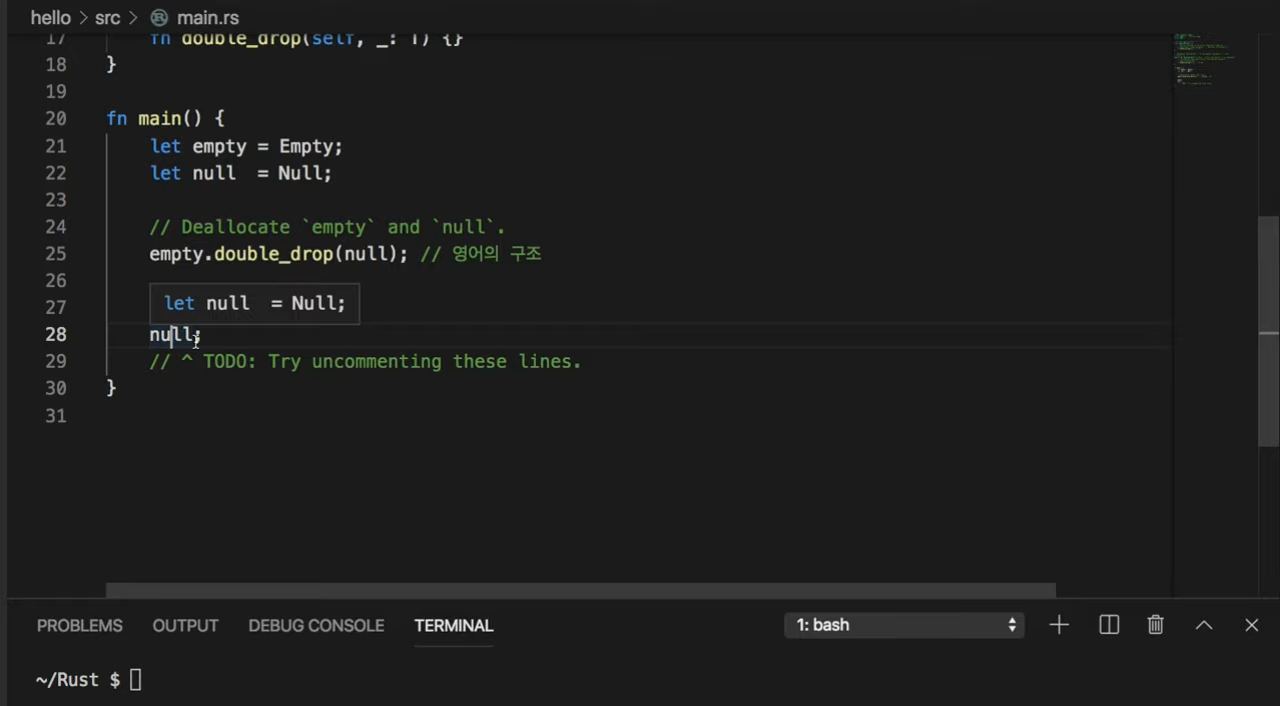 hello > src > main.rs
17 fn double_drop(self, _: T) {}
18 }
19
20 fn main() {
21 let empty = Empty;
22 let null  = Null;
23
24 // Deallocate `empty` and `null`.
25 empty.double_drop(null); // 영어의 구조
26
27
let null  = Null;
28 null;
29 // ^ TODO: Try uncommenting these lines.
30 }
31
PROBLEMS OUTPUT DEBUG CONSOLE TERMINAL 1: bash
~/Rust $